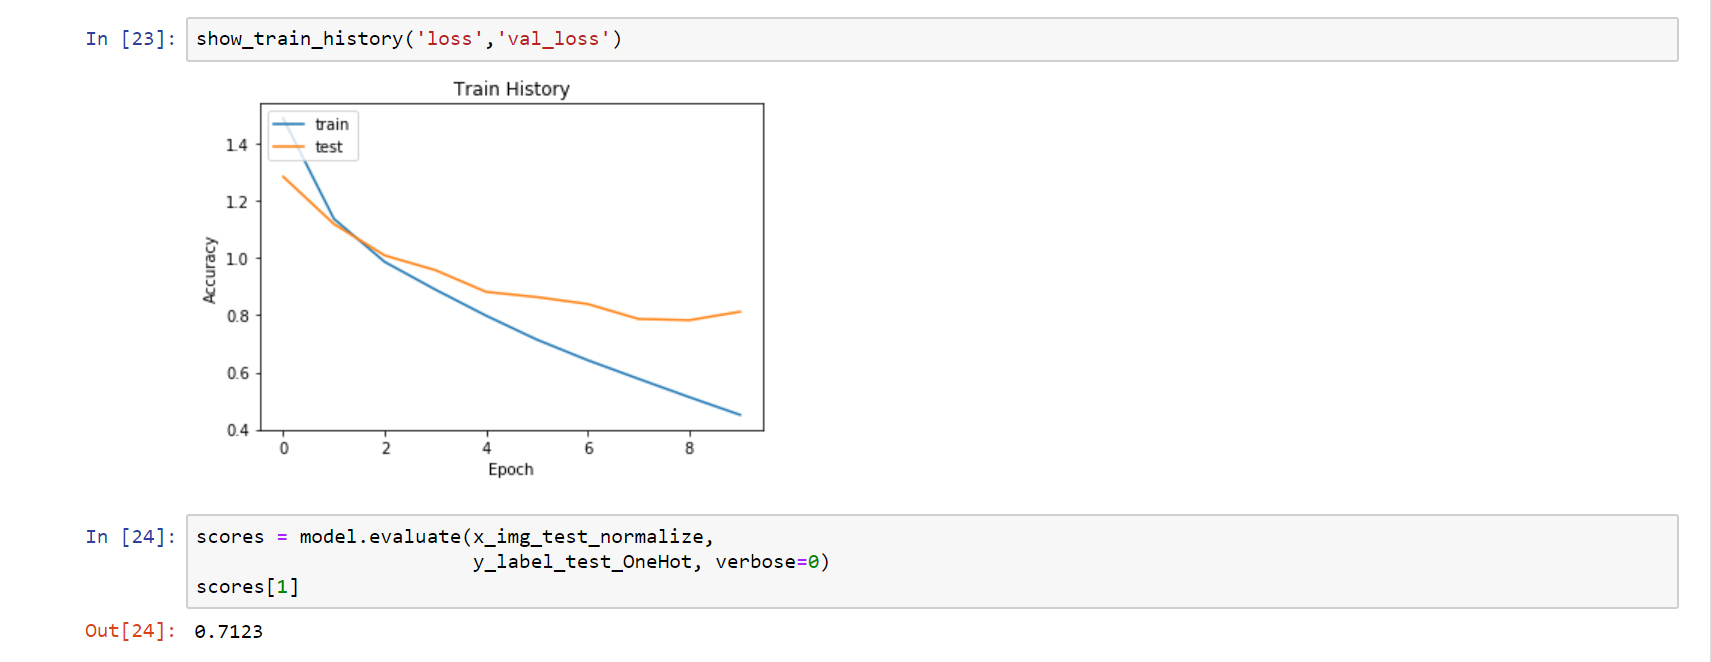 In [23]: show_train_history('loss','val_loss')
Train History
train
test
1.4
1.2
1.0
0.8
0.6
0.4
Accuracy
0 2 4 6 8
Epoch
In [24]: scores = model.evaluate(x_img_test_normalize,
y_label_test_OneHot, verbose=0)
scores[1]
Out[24]: 0.7123